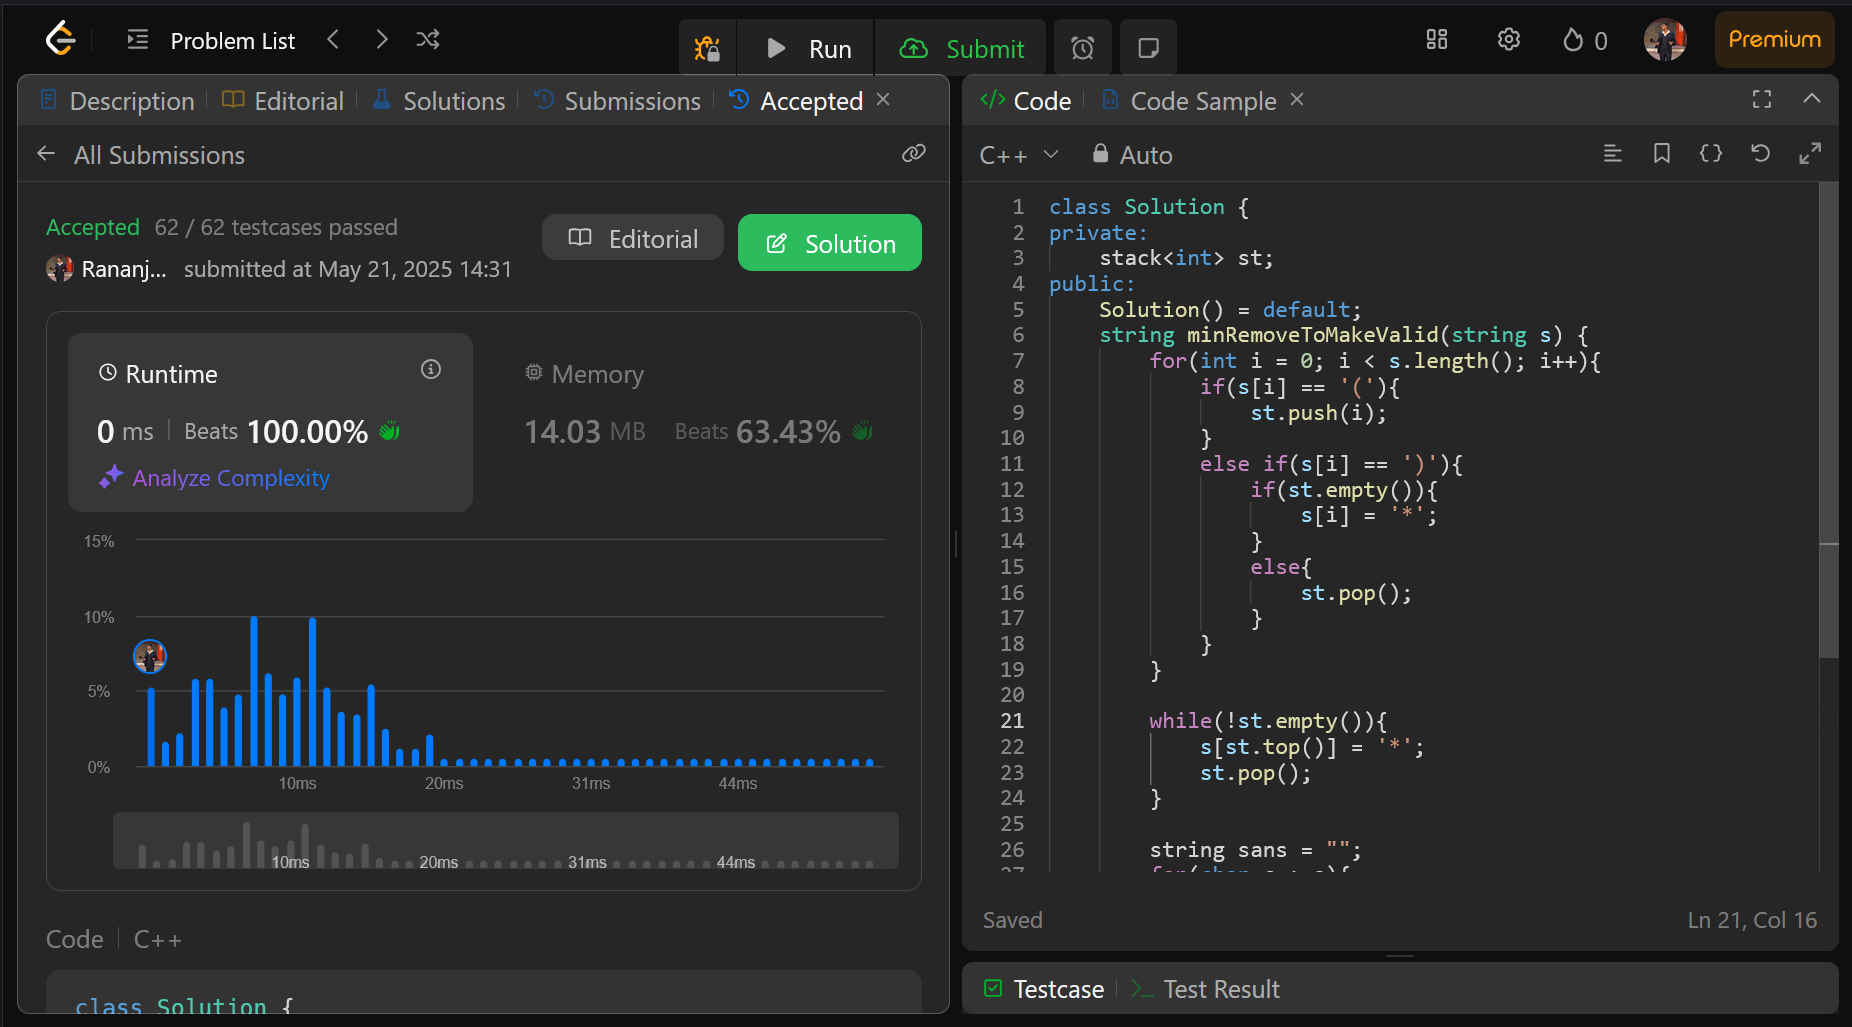 Problem List
Run
Submit
0
Premium
Description
Editorial
Solutions
Submissions
Accepted
All Submissions
Accepted 62 / 62 testcases passed
Rananj... submitted at May 21, 2025 14:31
Editorial
Solution
Runtime
0 ms | Beats 100.00%
Analyze Complexity
Memory
14.03 MB Beats 63.43%
15%
10%
5%
0%
10ms 20ms 31ms 44ms
10ms 20ms 31ms 44ms
Code | C++
class Solution {
Code
Code Sample
C++
Auto
1 class Solution {
2 private:
3     stack<int> st;
4 public:
5     Solution() = default;
6     string minRemoveToMakeValid(string s) {
7         for(int i = 0; i < s.length(); i++){
8             if(s[i] == '('){
9                 st.push(i);
10             }
11             else if(s[i] == ')'){
12                 if(st.empty()){
13                     s[i] = '*';
14                 }
15                 else{
16                     st.pop();
17                 }
18             }
19         }
20
21         while(!st.empty()){
22             s[st.top()] = '*';
23             st.pop();
24         }
25
26         string sans = "";
Saved
Ln 21, Col 16
Testcase
Test Result